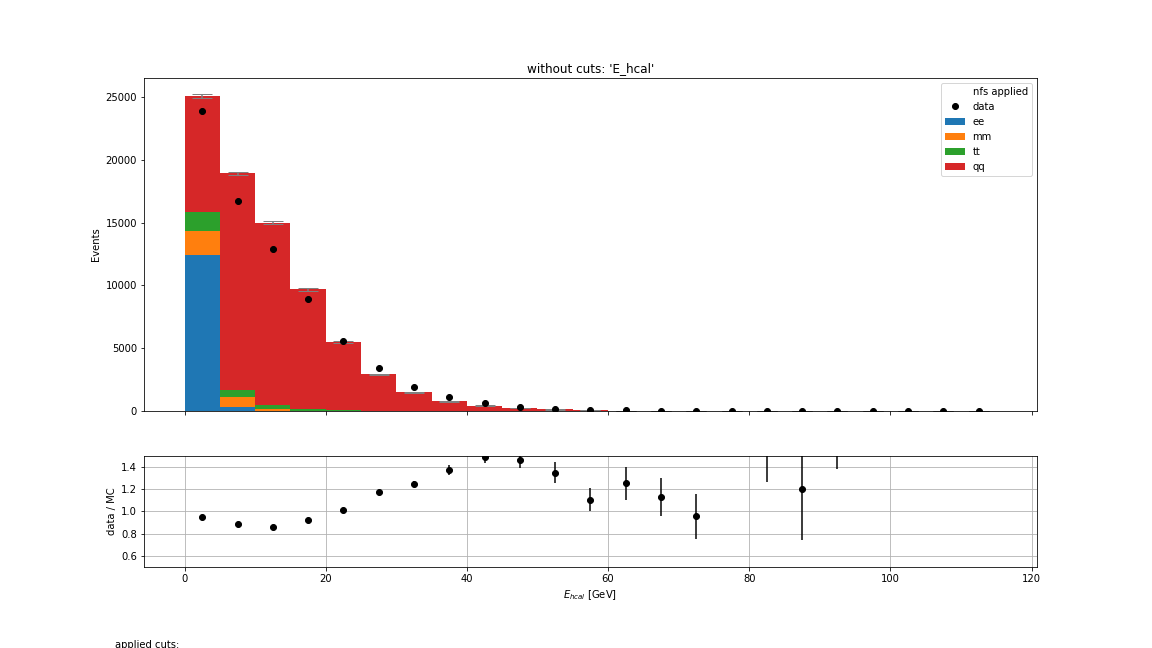 without cuts: 'E_hcal'
25000
20000
15000
10000
5000
0
Events
nfs applied
data
ee
mm
tt
qq
1.4
1.2
1.0
0.8
0.6
data / MC
0 20 40 60 80 100 120
E_hcal [GeV]
applied cuts: